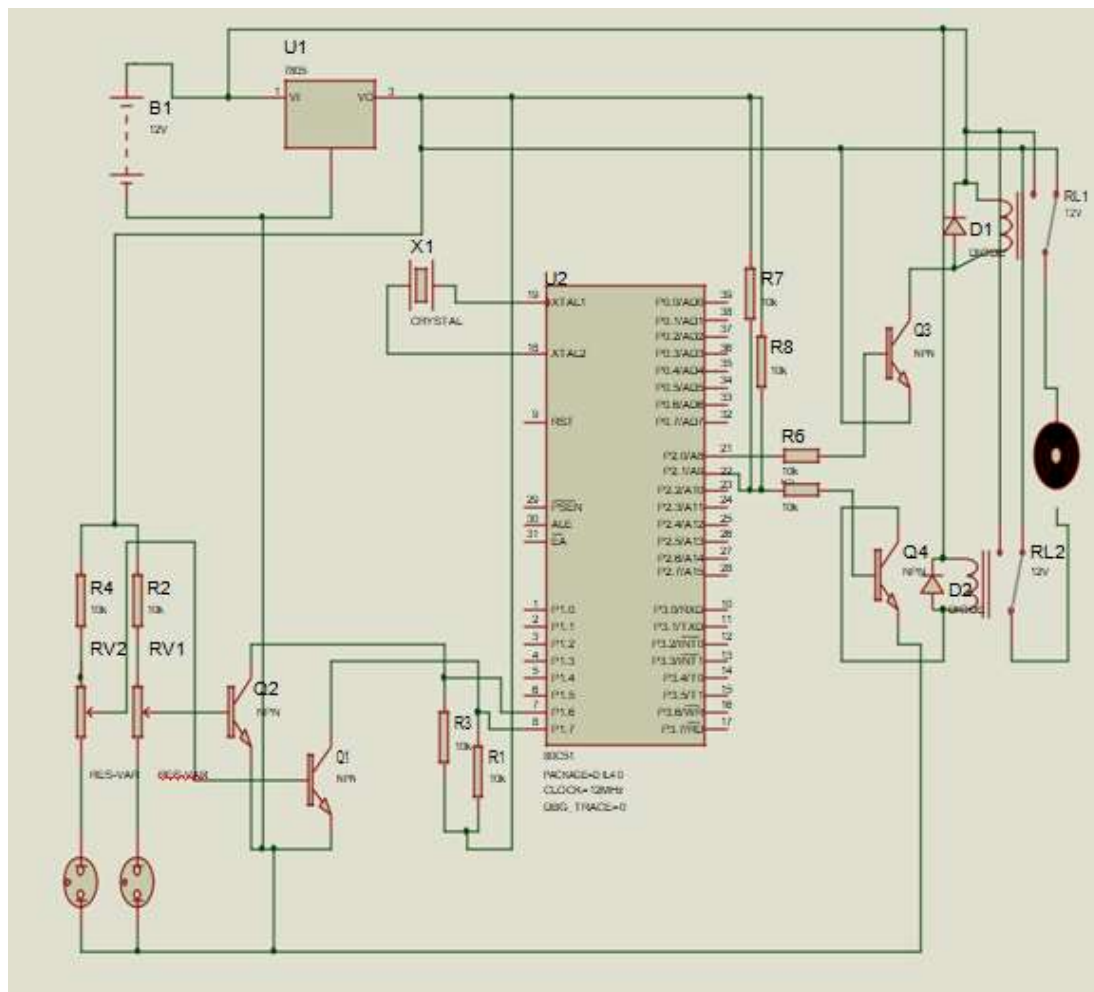 U1
7805
1
VI
VO
3
B1
12V
X1
CRYSTAL
U2
19
XTAL1
18
XTAL2
9
RST
29
PSEN
30
ALE
31
EA
1
P1.0
2
P1.1
3
P1.2
4
P1.3
5
P1.4
6
P1.5
7
P1.6
8
P1.7
P0.0/AD0
39
P0.1/AD1
38
P0.2/AD2
37
P0.3/AD3
36
P0.4/AD4
35
P0.5/AD5
34
P0.6/AD6
33
P0.7/AD7
32
P2.0/A8
21
P2.1/A9
22
P2.2/A10
23
P2.3/A11
24
P2.4/A12
25
P2.5/A13
26
P2.6/A14
27
P2.7/A15
28
P3.0/RXD
10
P3.1/TXD
11
P3.2/INT0
12
P3.3/INT1
13
P3.4/T0
14
P3.5/T1
15
P3.6/WR
16
P3.7/RD
17
80C51
PACKAGE=DIL40
CLOCK=12MHz
DBG_TRACE=0
R7
10k
R8
10k
R6
10k
10k
Q3
NPN
Q4
NPN
D1
DIODE
D2
DIODE
RL1
12V
RL2
12V
R4
10k
R2
10k
RV2
RV1
RES-VAR
RES-VAR
Q2
NPN
Q1
NPN
R3
10k
R1
10k